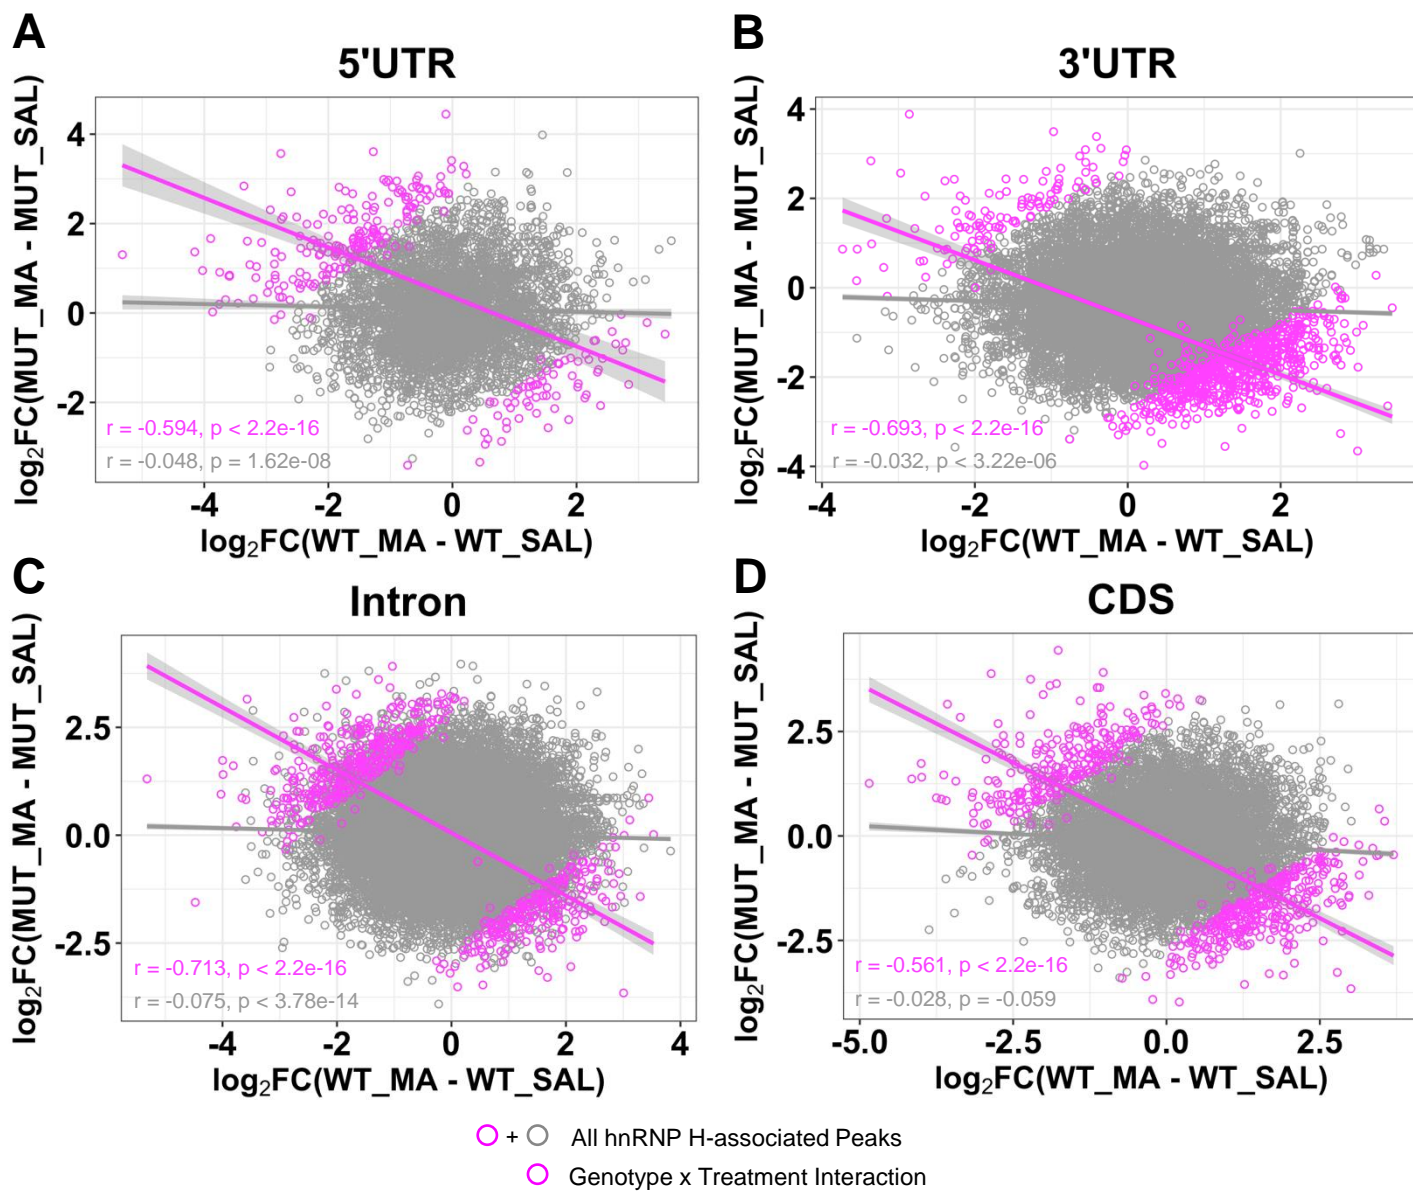 A
5'UTR
log₂FC(MUT_MA - MUT_SAL)
4
2
0
-2
r = -0.594, p < 2.2e-16
r = -0.048, p = 1.62e-08
-4
-2
0
2
log₂FC(WT_MA - WT_SAL)
B
3'UTR
log₂FC(MUT_MA - MUT_SAL)
4
2
0
-2
-4
r = -0.693, p < 2.2e-16
r = -0.032, p < 3.22e-06
-4
-2
0
2
log₂FC(WT_MA - WT_SAL)
C
Intron
log₂FC(MUT_MA - MUT_SAL)
2.5
0.0
-2.5
r = -0.713, p < 2.2e-16
r = -0.075, p < 3.78e-14
-4
-2
0
2
4
log₂FC(WT_MA - WT_SAL)
D
CDS
log₂FC(MUT_MA - MUT_SAL)
2.5
0.0
-2.5
r = -0.561, p < 2.2e-16
r = -0.028, p = -0.059
-5.0
-2.5
0.0
2.5
log₂FC(WT_MA - WT_SAL)
+ All hnRNP H-associated Peaks
Genotype x Treatment Interaction